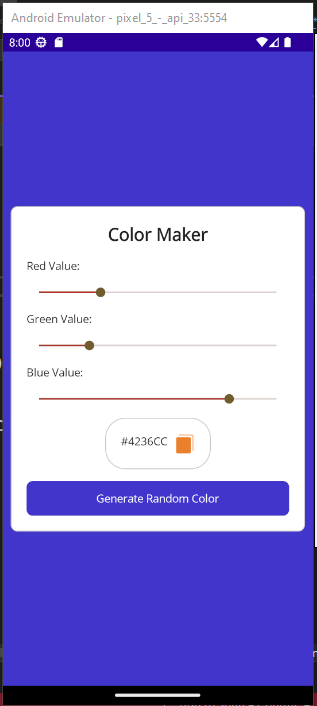 Android Emulator - pixel_5_-_api_33:5554
8:00
Color Maker
Red Value:
Green Value:
Blue Value:
#4236CC
Generate Random Color